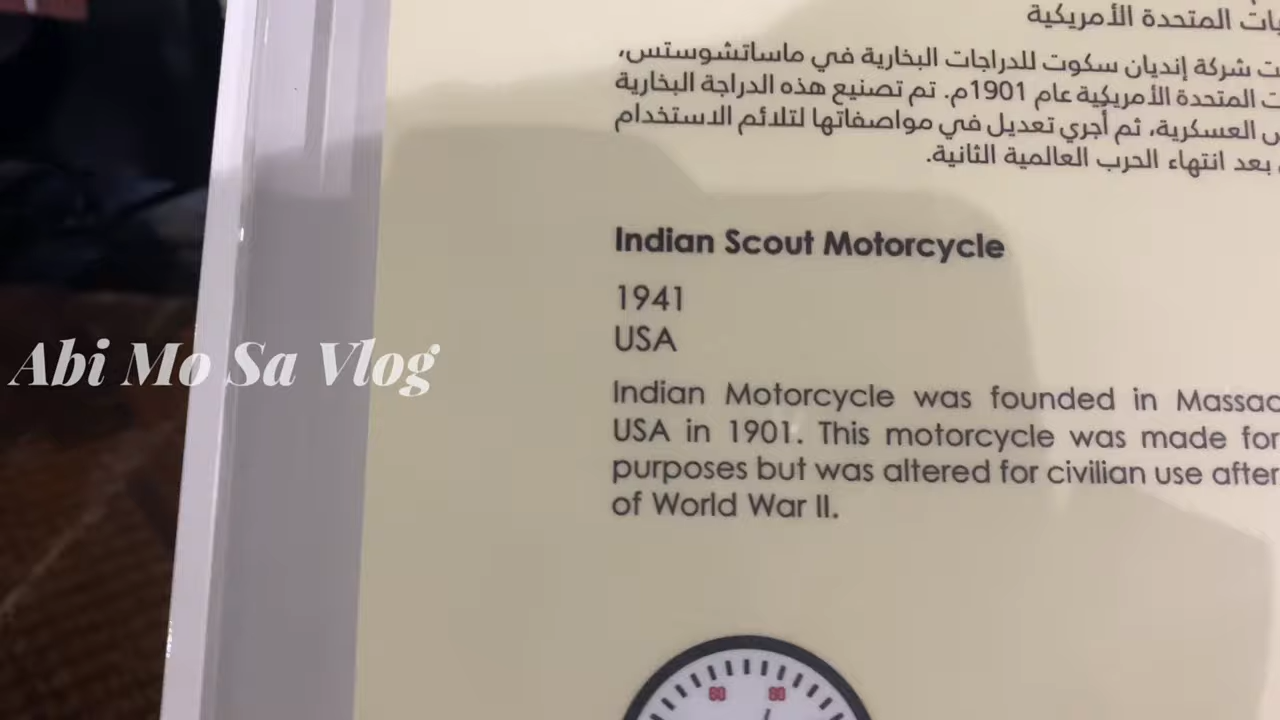 المتحدة الأمريكية
شركة إنديان سكوت للدراجات البخارية في ماساتشوستس،
المتحدة الأمريكية عام 1901م. تم تصنيع هذه الدراجة البخارية
العسكرية، ثم أجري تعديل في مواصفاتها لتلائم الاستخدام
بعد انتهاء الحرب العالمية الثانية.
Indian Scout Motorcycle
1941
USA
Abi Mo Sa Vlog
Indian Motorcycle was founded in Massac
USA in 1901. This motorcycle was made for
purposes but was altered for civilian use after
of World War II.
60 80